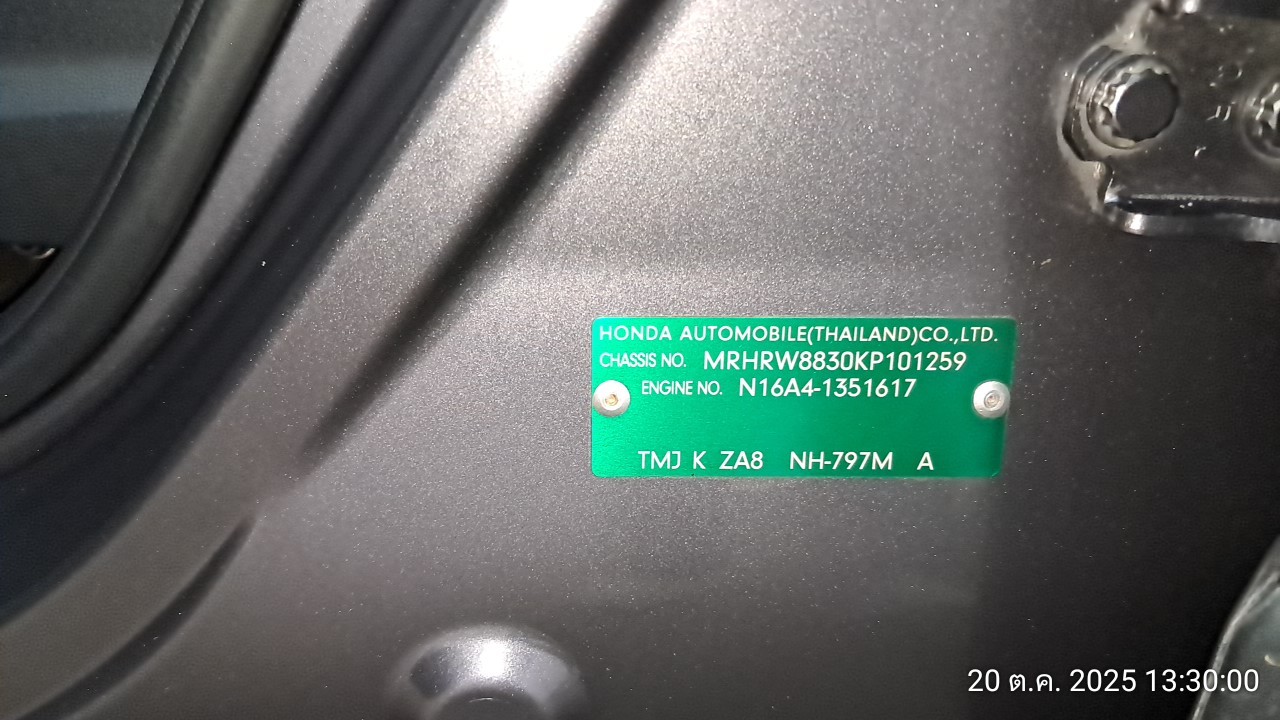 HONDA AUTOMOBILE(THAILAND)CO.,LTD.
CHASSIS NO. MRHRW8830KP101259
ENGINE NO. N16A4-1351617
TMJ K ZA8 NH-797M A
20 ต.ค. 2025 13:30:00